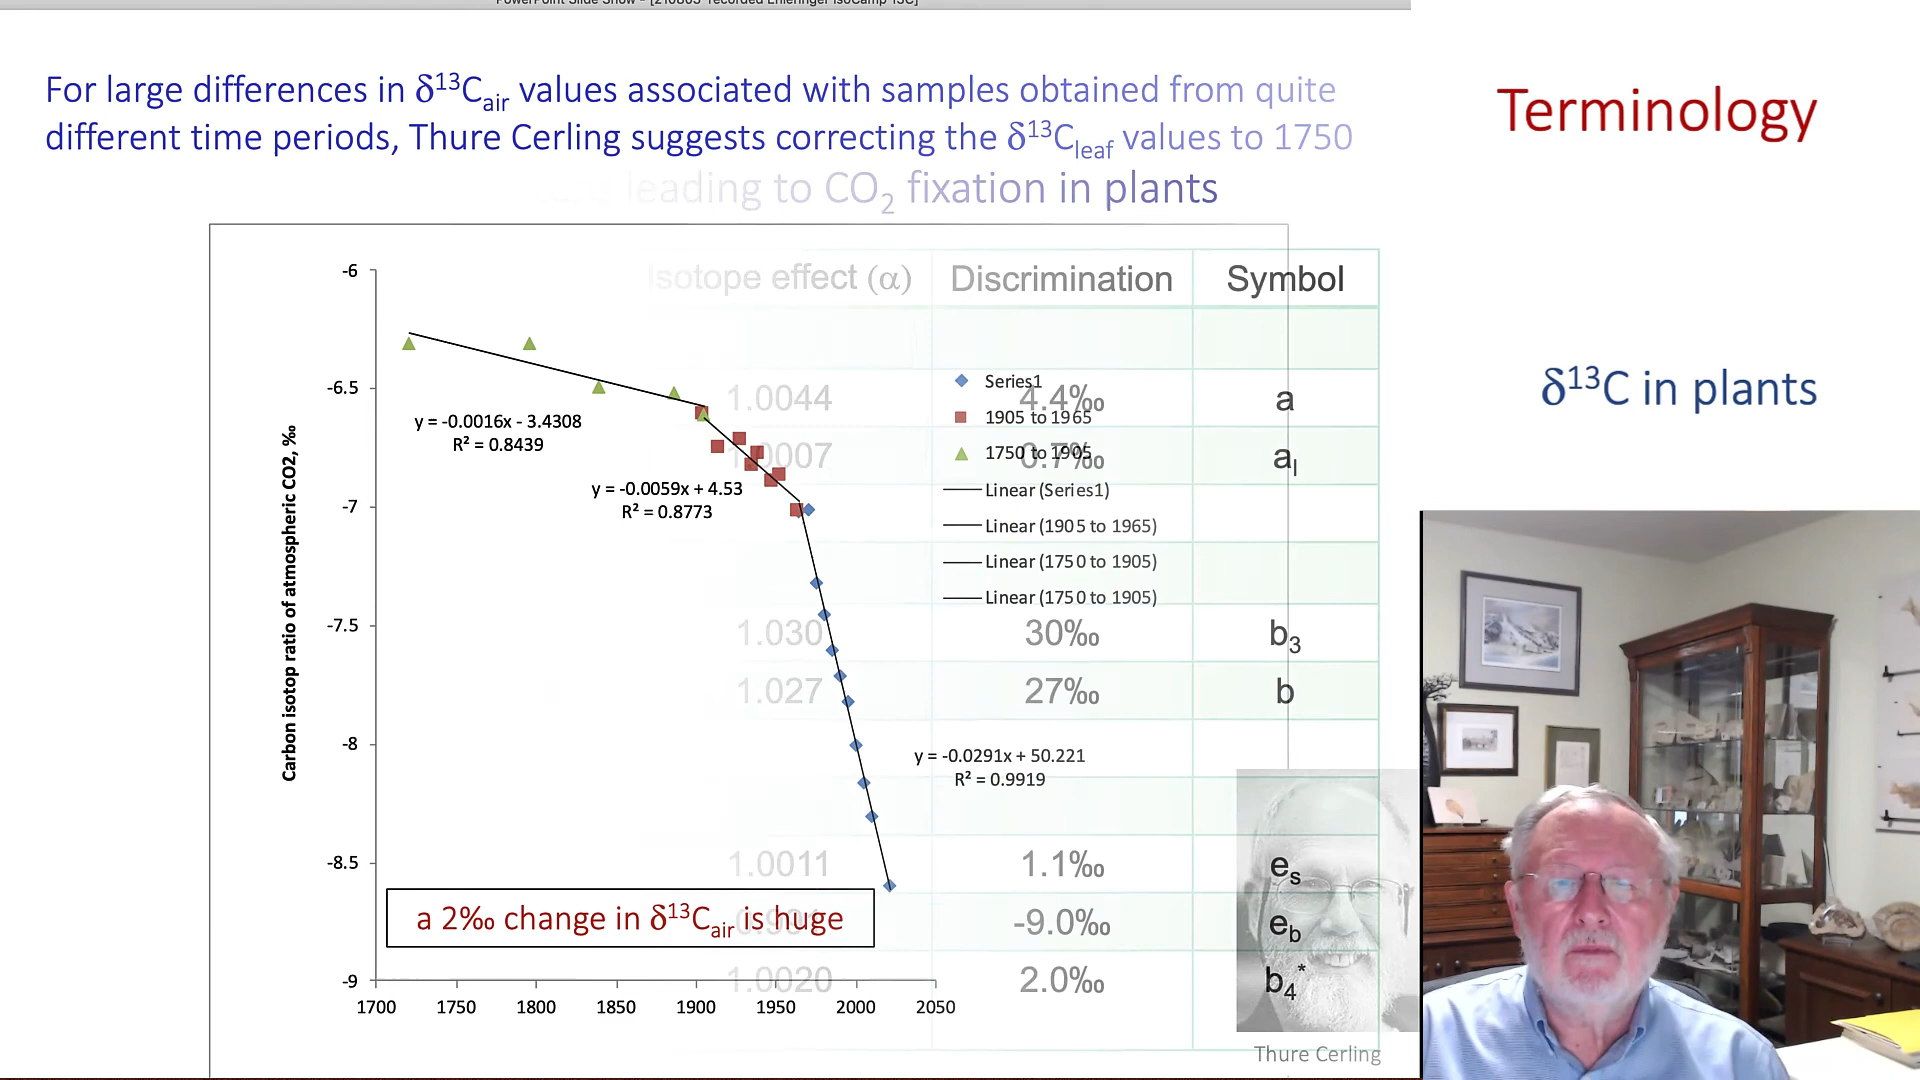 PowerPoint Slide Show - [210803
For large differences in δ13Cair values associated with samples obtained from quite
different time periods, Thure Cerling suggests correcting the δ13Cleaf values to 1750
leading to CO2 fixation in plants
Terminology
δ13C in plants
Isotope effect (α) Discrimination Symbol
1.0044 4.4‰ a
1.0007 0.7‰ al
1.030 30‰ b3
1.027 27‰ b
1.0011 1.1‰ es
-9.0‰ eb
1.0020 2.0‰ b4*
Carbon isotop ratio of atmospheric CO2, ‰
-6
-6.5
-7
-7.5
-8
-8.5
-9
1700 1750 1800 1850 1900 1950 2000 2050
y = -0.0016x - 3.4308
R² = 0.8439
y = -0.0059x + 4.53
R² = 0.8773
y = -0.0291x + 50.221
R² = 0.9919
Series1
1905 to 1965
1750 to 1905
Linear (Series1)
Linear (1905 to 1965)
Linear (1750 to 1905)
Linear (1750 to 1905)
a 2‰ change in δ13Cair is huge
Thure Cerling